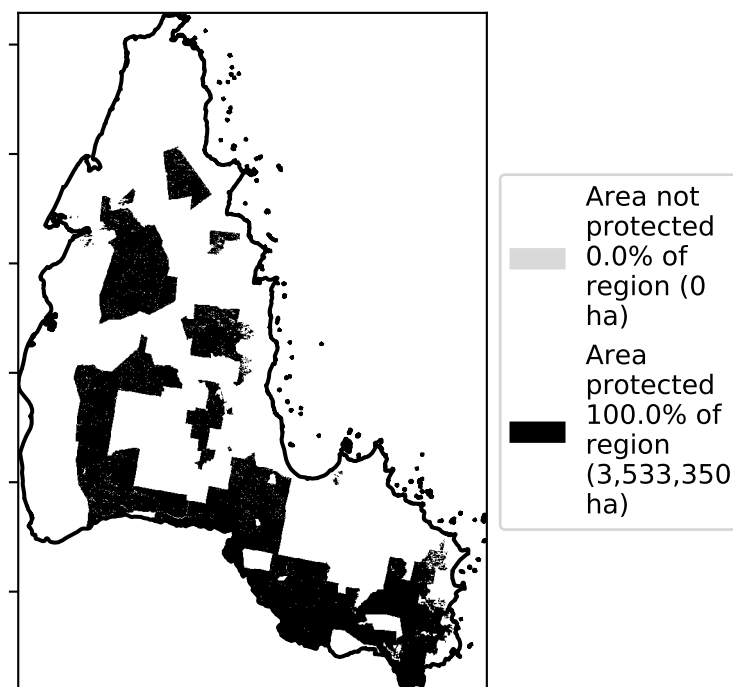 Area not
protected
0.0% of
region (0
ha)
Area
protected
100.0% of
region
(3,533,350
ha)